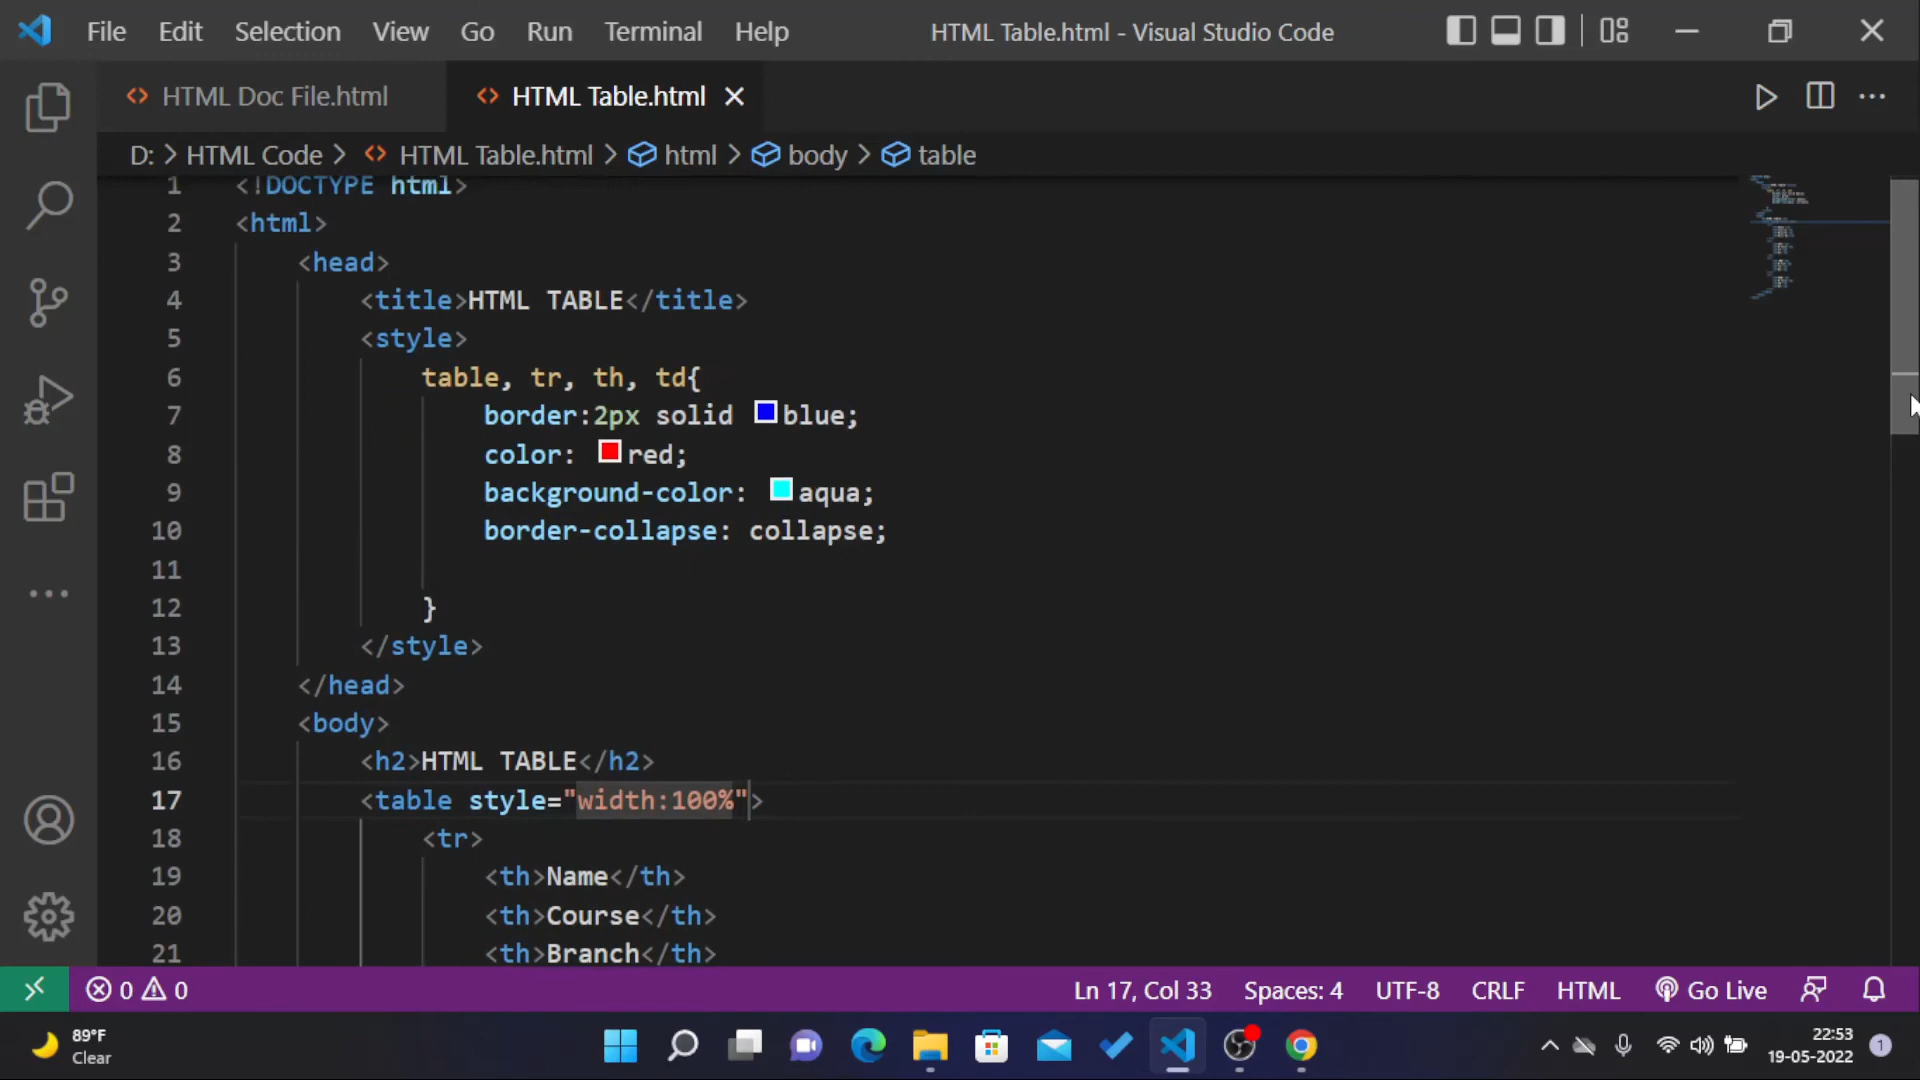 File Edit Selection View Go Run Terminal Help HTML Table.html - Visual Studio Code
HTML Doc File.html HTML Table.html
D: > HTML Code > HTML Table.html > html > body > table
1 <!DOCTYPE html>
2 <html>
3 <head>
4 <title>HTML TABLE</title>
5 <style>
6 table, tr, th, td{
7 border:2px solid blue;
8 color: red;
9 background-color: aqua;
10 border-collapse: collapse;
11
12 }
13 </style>
14 </head>
15 <body>
16 <h2>HTML TABLE</h2>
17 <table style="width:100%">
18 <tr>
19 <th>Name</th>
20 <th>Course</th>
21 <th>Branch</th>
0 0 Ln 17, Col 33 Spaces: 4 UTF-8 CRLF HTML Go Live
89°F
Clear
22:53
19-05-2022
1